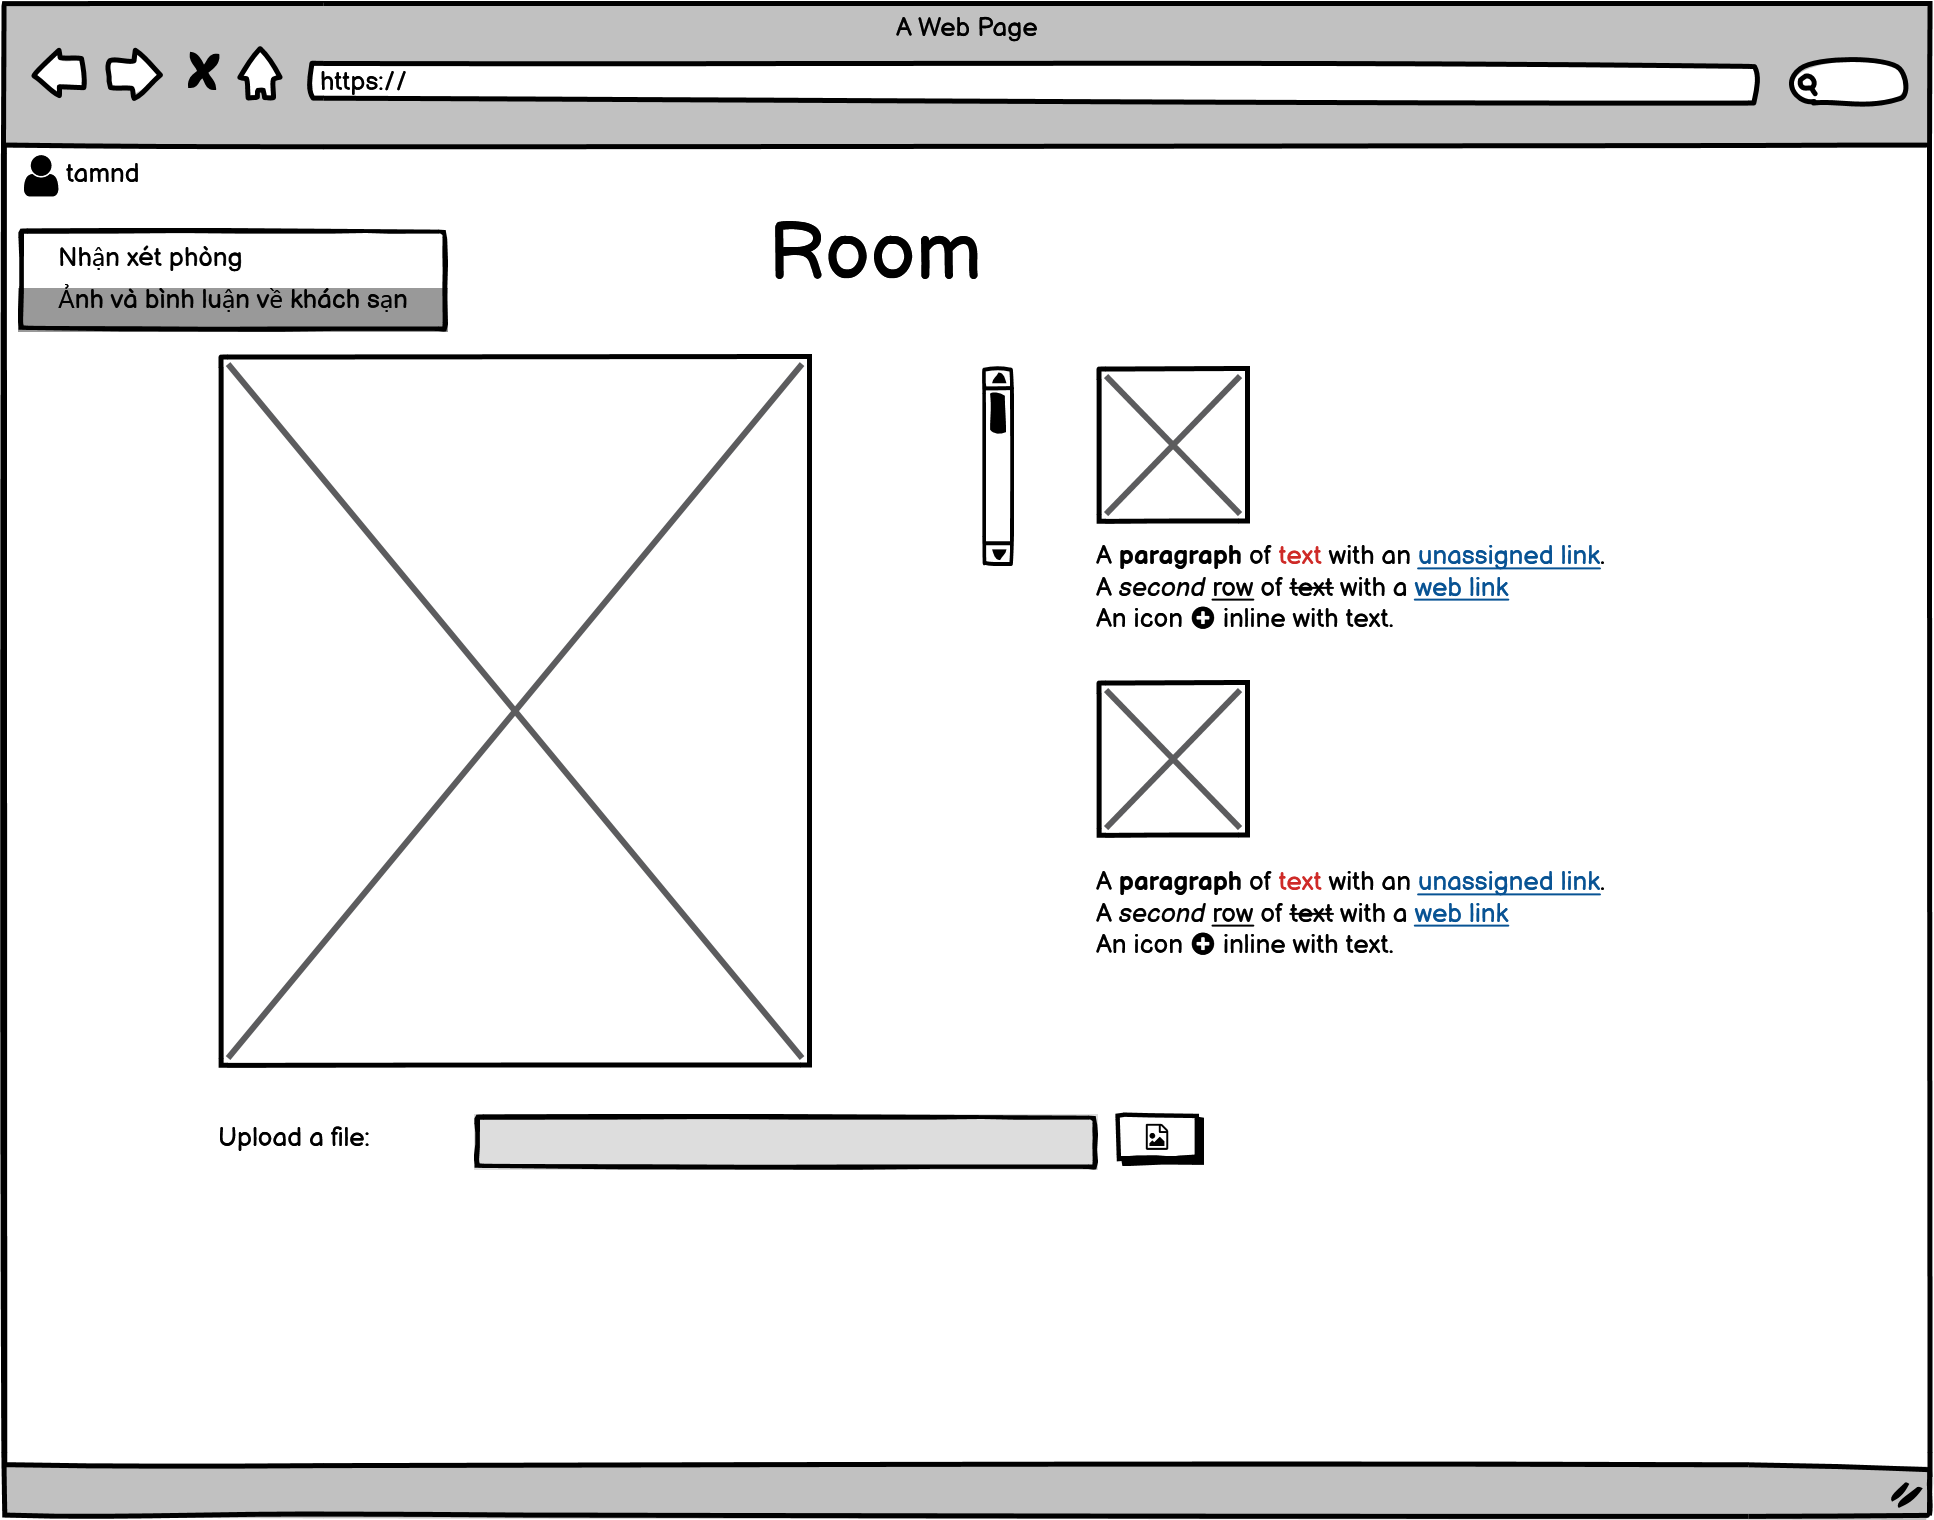 A Web Page
https://
tamnd
Room
Nhận xét phòng
Ảnh và bình luận về khách sạn
A paragraph of text with an unassigned link.
A second row of text with a web link
An icon inline with text.
A paragraph of text with an unassigned link.
A second row of text with a web link
An icon inline with text.
Upload a file: